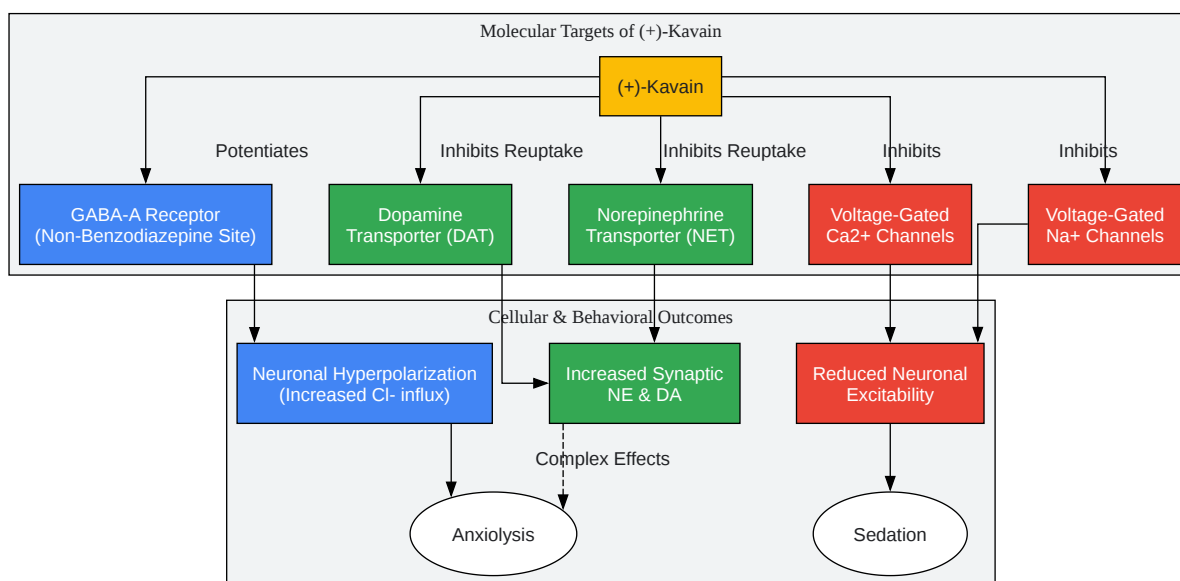 Molecular Targets of (+)-Kavain
(+)-Kavain
Potentiates
Inhibits Reuptake
Inhibits Reuptake
Inhibits
Inhibits
GABA-A Receptor
(Non-Benzodiazepine Site)
Dopamine
Transporter (DAT)
Norepinephrine
Transporter (NET)
Voltage-Gated
Ca2+ Channels
Voltage-Gated
Na+ Channels
Cellular & Behavioral Outcomes
Neuronal Hyperpolarization
(Increased Cl- influx)
Increased Synaptic
NE & DA
Reduced Neuronal
Excitability
Complex Effects
Anxiolysis
Sedation